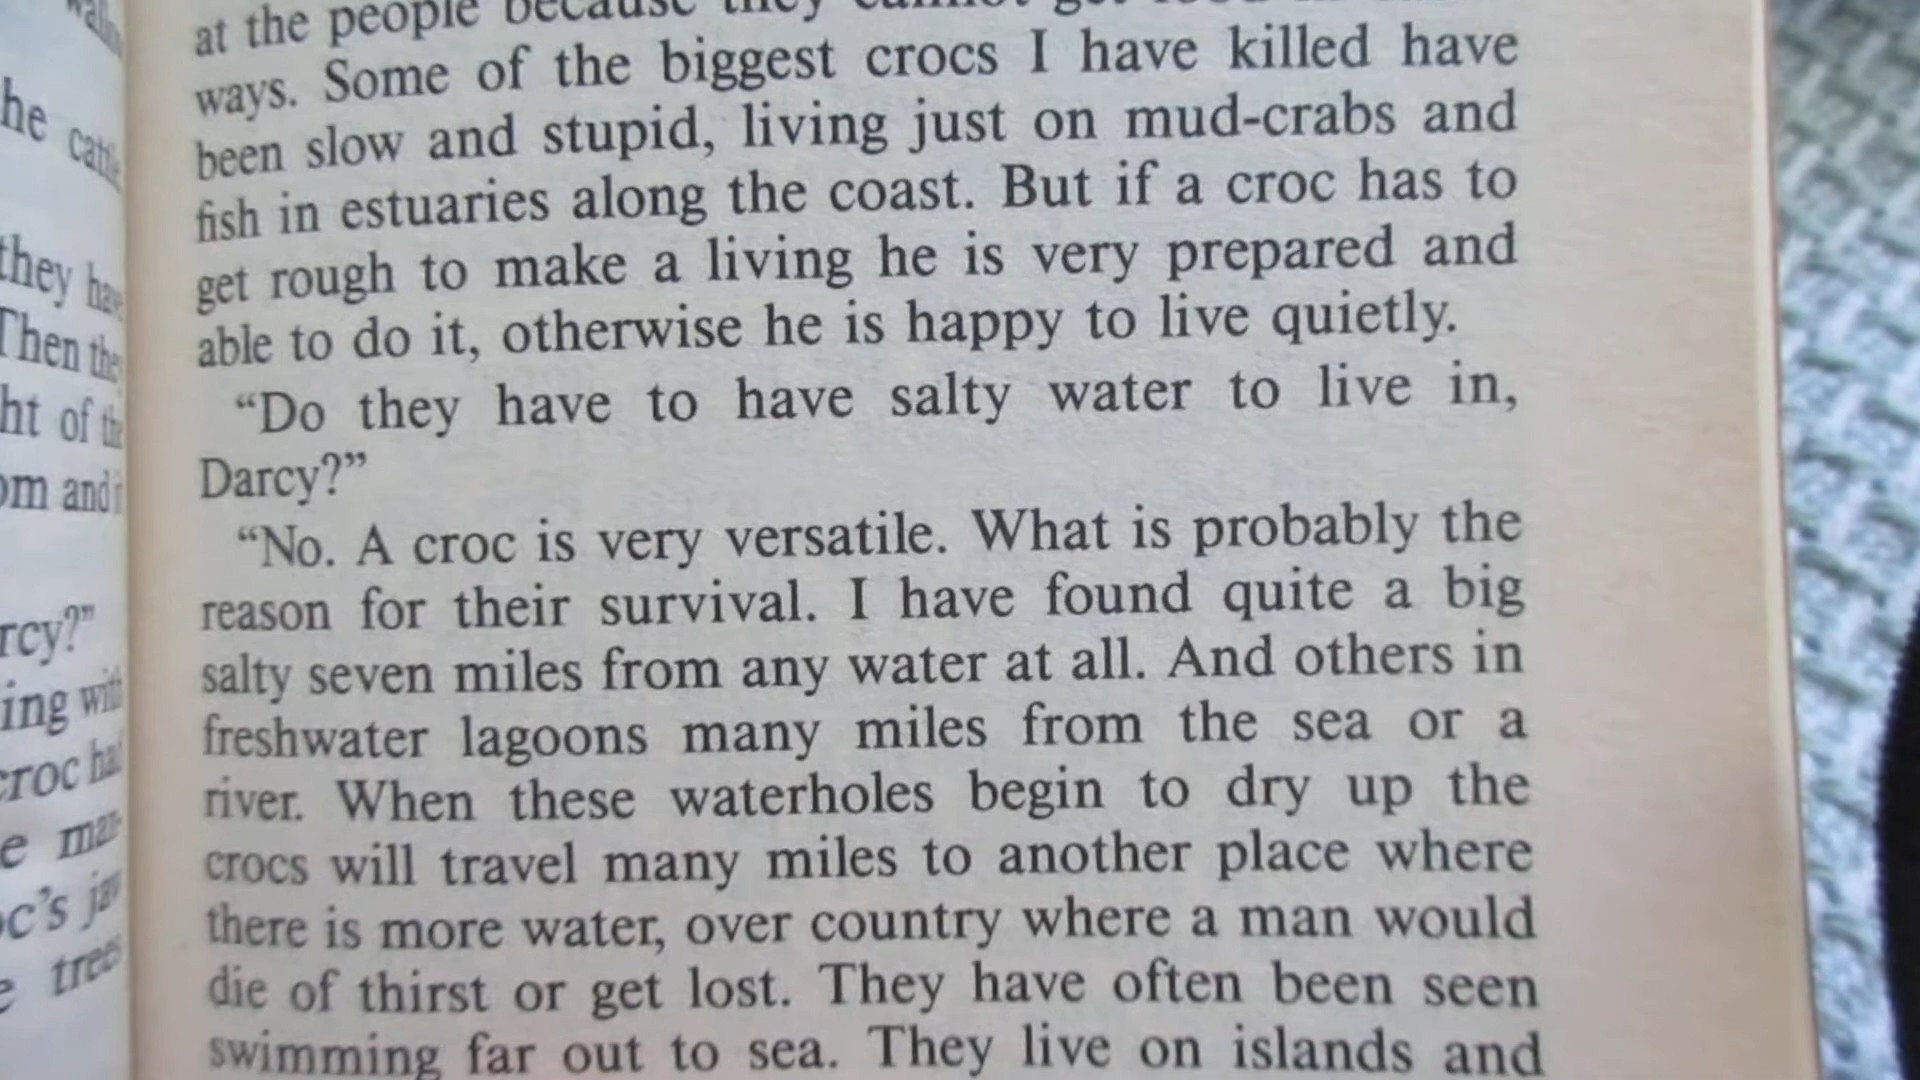 at the people because they cannot get
ways. Some of the biggest crocs I have killed have
been slow and stupid, living just on mud-crabs and
fish in estuaries along the coast. But if a croc has to
get rough to make a living he is very prepared and
able to do it, otherwise he is happy to live quietly.
“Do they have to have salty water to live in,
Darcy?”
“No. A croc is very versatile. What is probably the
reason for their survival. I have found quite a big
salty seven miles from any water at all. And others in
freshwater lagoons many miles from the sea or a
river. When these waterholes begin to dry up the
crocs will travel many miles to another place where
there is more water, over country where a man would
die of thirst or get lost. They have often been seen
swimming far out to sea. They live on islands and